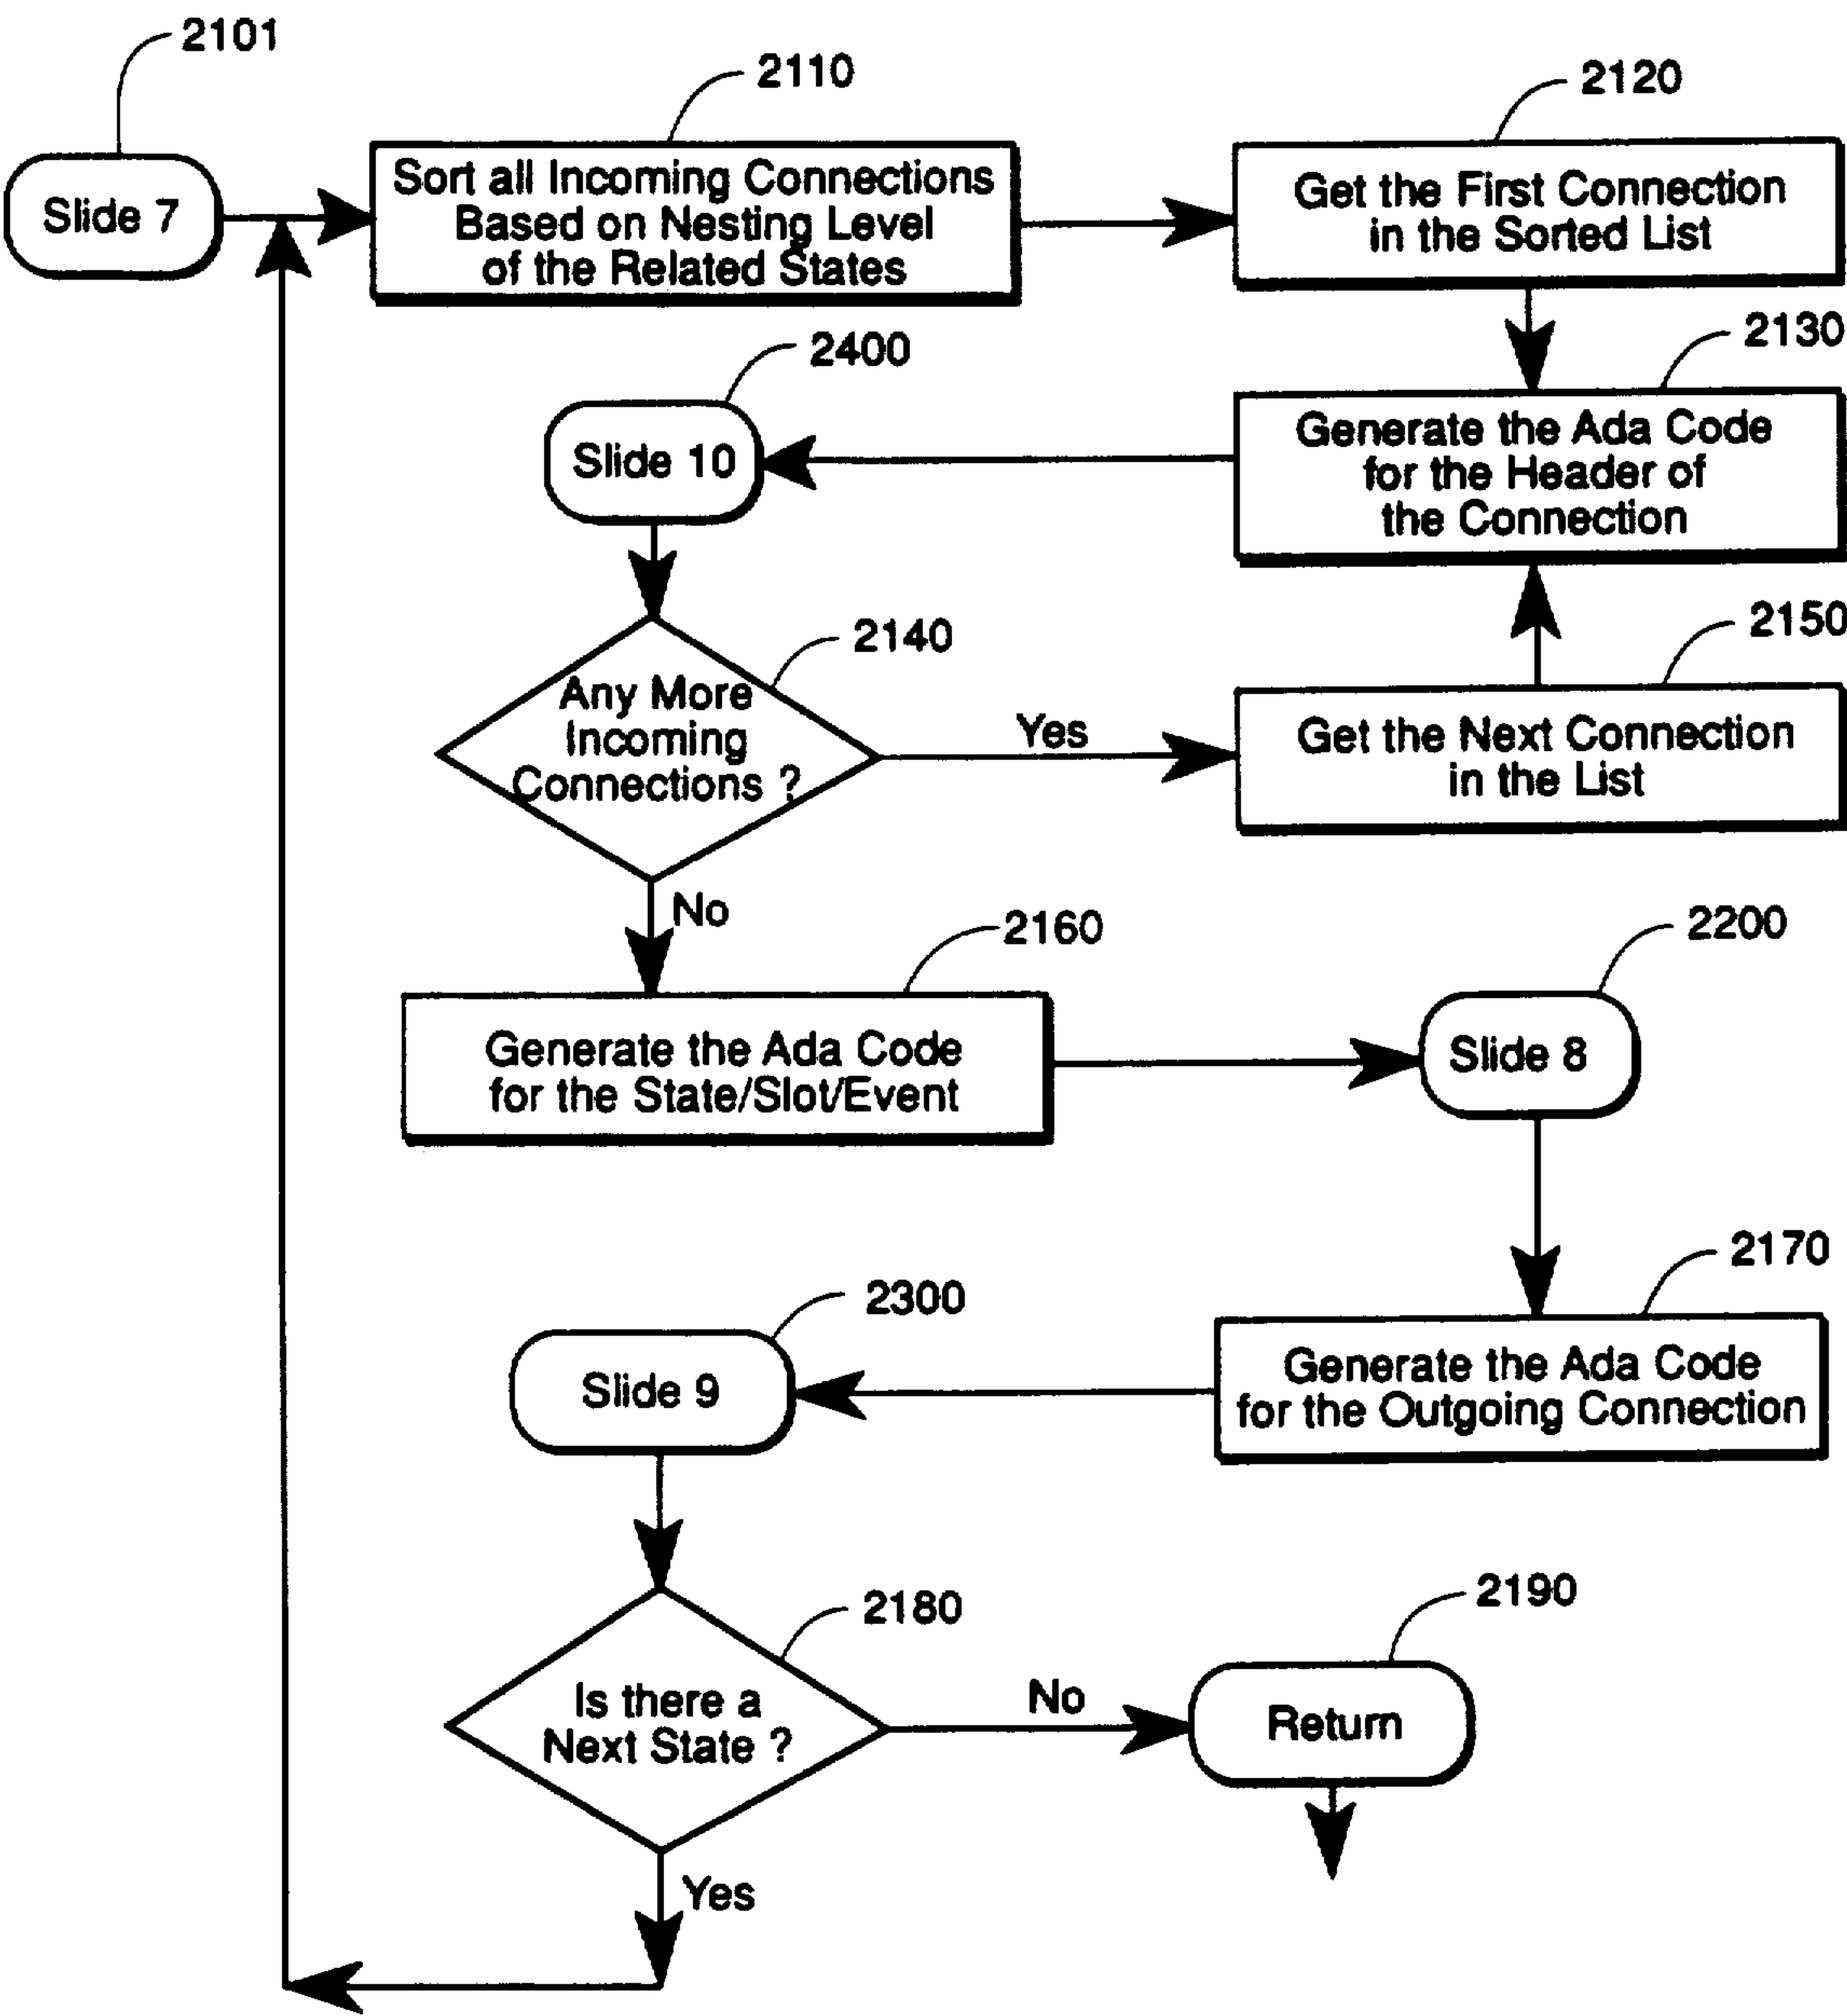 2101
2110
2120
Slide 7
Sort all Incoming Connections
Based on Nesting Level
of the Related States
Get the First Connection
in the Sorted List
2400
2130
Slide 10
Generate the Ada Code
for the Header of
the Connection
2140
2150
Any More
Incoming
Connections ?
Yes
Get the Next Connection
in the List
No
2160
2200
Generate the Ada Code
for the State/Slot/Event
Slide 8
2300
2170
Slide 9
Generate the Ada Code
for the Outgoing Connection
2180
2190
Is there a
Next State ?
No
Return
Yes